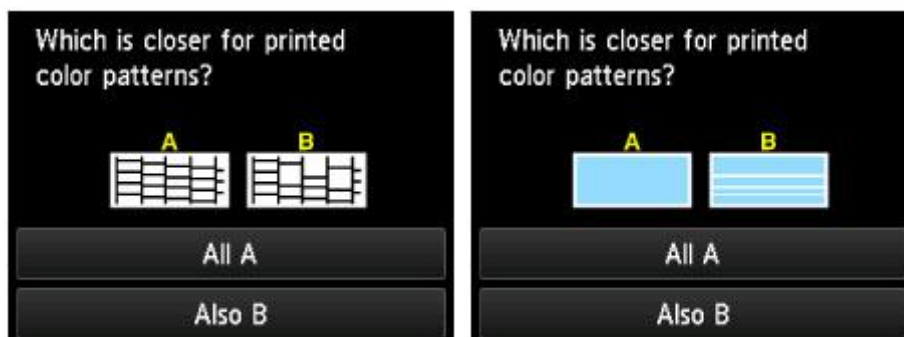 Which is closer for printed
color patterns?
A B
All A
Also B
Which is closer for printed
color patterns?
A B
All A
Also B